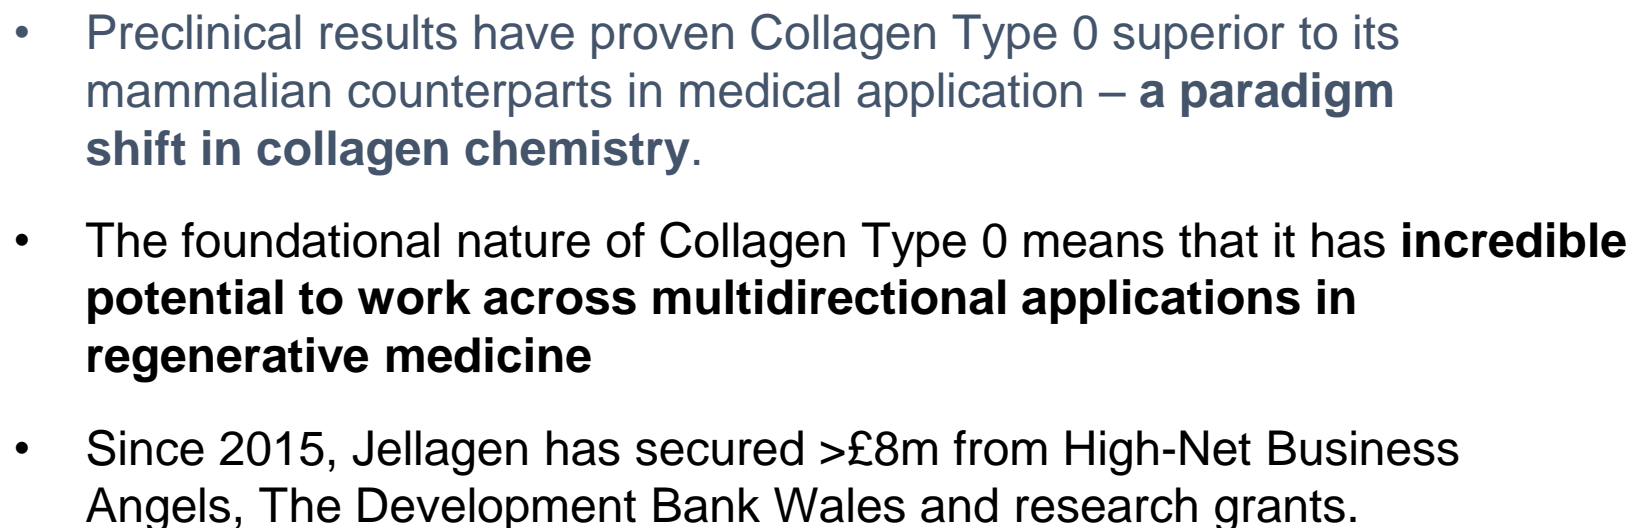 • Preclinical results have proven Collagen Type 0 superior to its
mammalian counterparts in medical application – a paradigm
shift in collagen chemistry.
• The foundational nature of Collagen Type 0 means that it has incredible
potential to work across multidirectional applications in
regenerative medicine
• Since 2015, Jellagen has secured >£8m from High-Net Business
Angels, The Development Bank Wales and research grants.